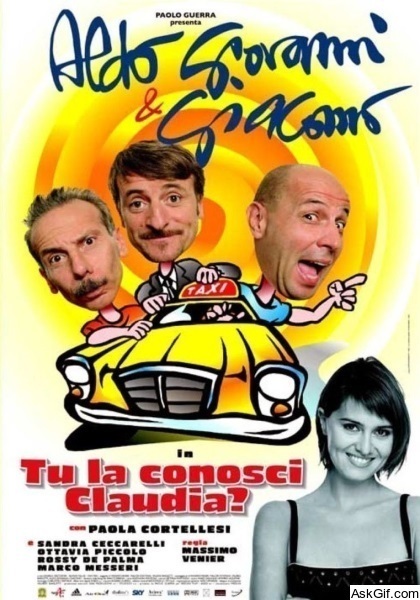 PAOLO GUERRA
presenta
Aldo Giovanni
& Giacomo
TAXI
in
Tu la conosci
Claudia?
con PAOLA CORTELLESI
e SANDRA CECCARELLI
OTTAVIA PICCOLO
ROSSY DE PALMA
MARCO MESSERI
regia
MASSIMO
VENIER
AskGif.com